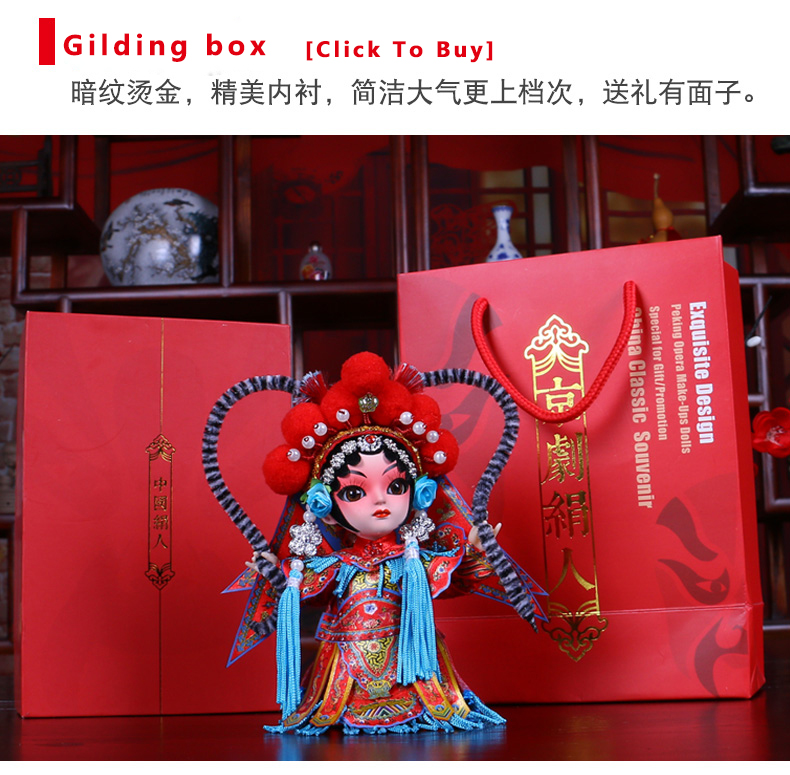 Gilding box [Click To Buy]
暗纹烫金，精美内衬，简洁大气更上档次，送礼有面子。
中國絹人
京劇絹人
Exquisite Design
Peking Opera Make-Ups Dolls
Special for Gift/Promotion
China Classic Souvenir